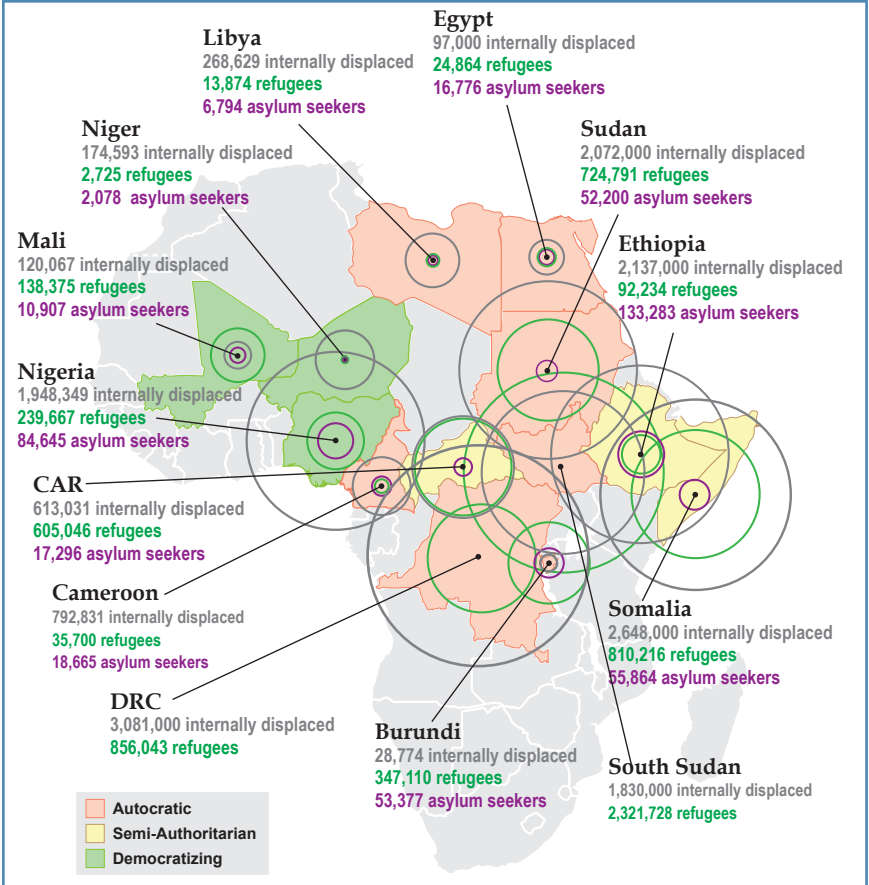 Egypt
97,000 internally displaced
24,864 refugees
16,776 asylum seekers
Libya
268,629 internally displaced
13,874 refugees
6,794 asylum seekers
Niger
174,593 internally displaced
2,725 refugees
2,078 asylum seekers
Sudan
2,072,000 internally displaced
724,791 refugees
52,200 asylum seekers
Mali
120,067 internally displaced
138,375 refugees
10,907 asylum seekers
Ethiopia
2,137,000 internally displaced
92,234 refugees
133,283 asylum seekers
Nigeria
1,948,349 internally displaced
239,667 refugees
84,645 asylum seekers
CAR
613,031 internally displaced
605,046 refugees
17,296 asylum seekers
Cameroon
792,831 internally displaced
35,700 refugees
18,665 asylum seekers
Somalia
2,648,000 internally displaced
810,216 refugees
55,864 asylum seekers
DRC
3,081,000 internally displaced
856,043 refugees
Burundi
28,774 internally displaced
347,110 refugees
53,377 asylum seekers
South Sudan
1,830,000 internally displaced
2,321,728 refugees
Autocratic
Semi-Authoritarian
Democratizing